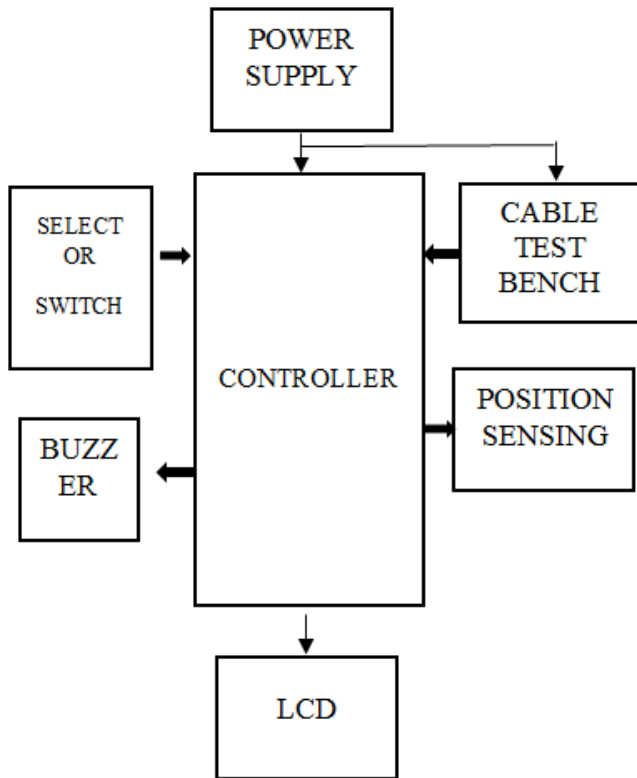 POWER
SUPPLY
SELECT
OR
SWITCH
CABLE
TEST
BENCH
CONTROLLER
POSITION
SENSING
BUZZ
ER
LCD